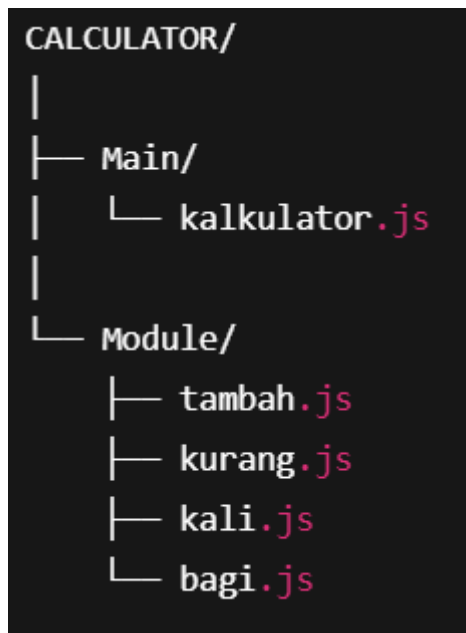 CALCULATOR/
│
├── Main/
│   └── kalkulator.js
│
└── Module/
    ├── tambah.js
    ├── kurang.js
    ├── kali.js
    └── bagi.js